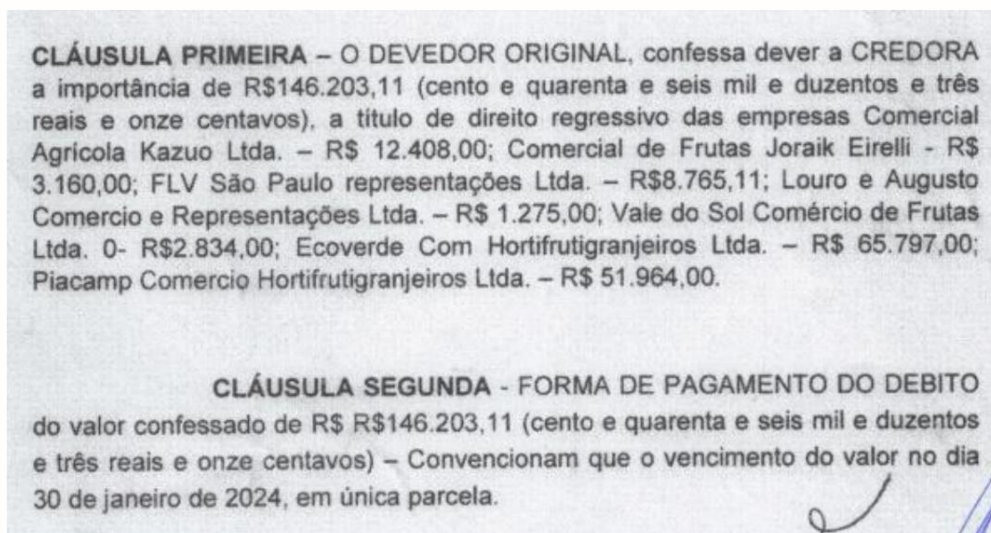 CLÁUSULA PRIMEIRA – O DEVEDOR ORIGINAL, confessa dever a CREDORA
a importância de R$146.203,11 (cento e quarenta e seis mil e duzentos e três
reais e onze centavos), a titulo de direito regressivo das empresas Comercial
Agrícola Kazuo Ltda. – R$ 12.408,00; Comercial de Frutas Joraik Eirelli - R$
3.160,00; FLV São Paulo representações Ltda. – R$8.765,11; Louro e Augusto
Comercio e Representações Ltda. – R$ 1.275,00; Vale do Sol Comércio de Frutas
Ltda. 0- R$2.834,00; Ecoverde Com Hortifrutigranjeiros Ltda. – R$ 65.797,00;
Piacamp Comercio Hortifrutigranjeiros Ltda. – R$ 51.964,00.
CLÁUSULA SEGUNDA - FORMA DE PAGAMENTO DO DEBITO
do valor confessado de R$ R$146.203,11 (cento e quarenta e seis mil e duzentos
e três reais e onze centavos) – Convencionam que o vencimento do valor no dia
30 de janeiro de 2024, em única parcela.